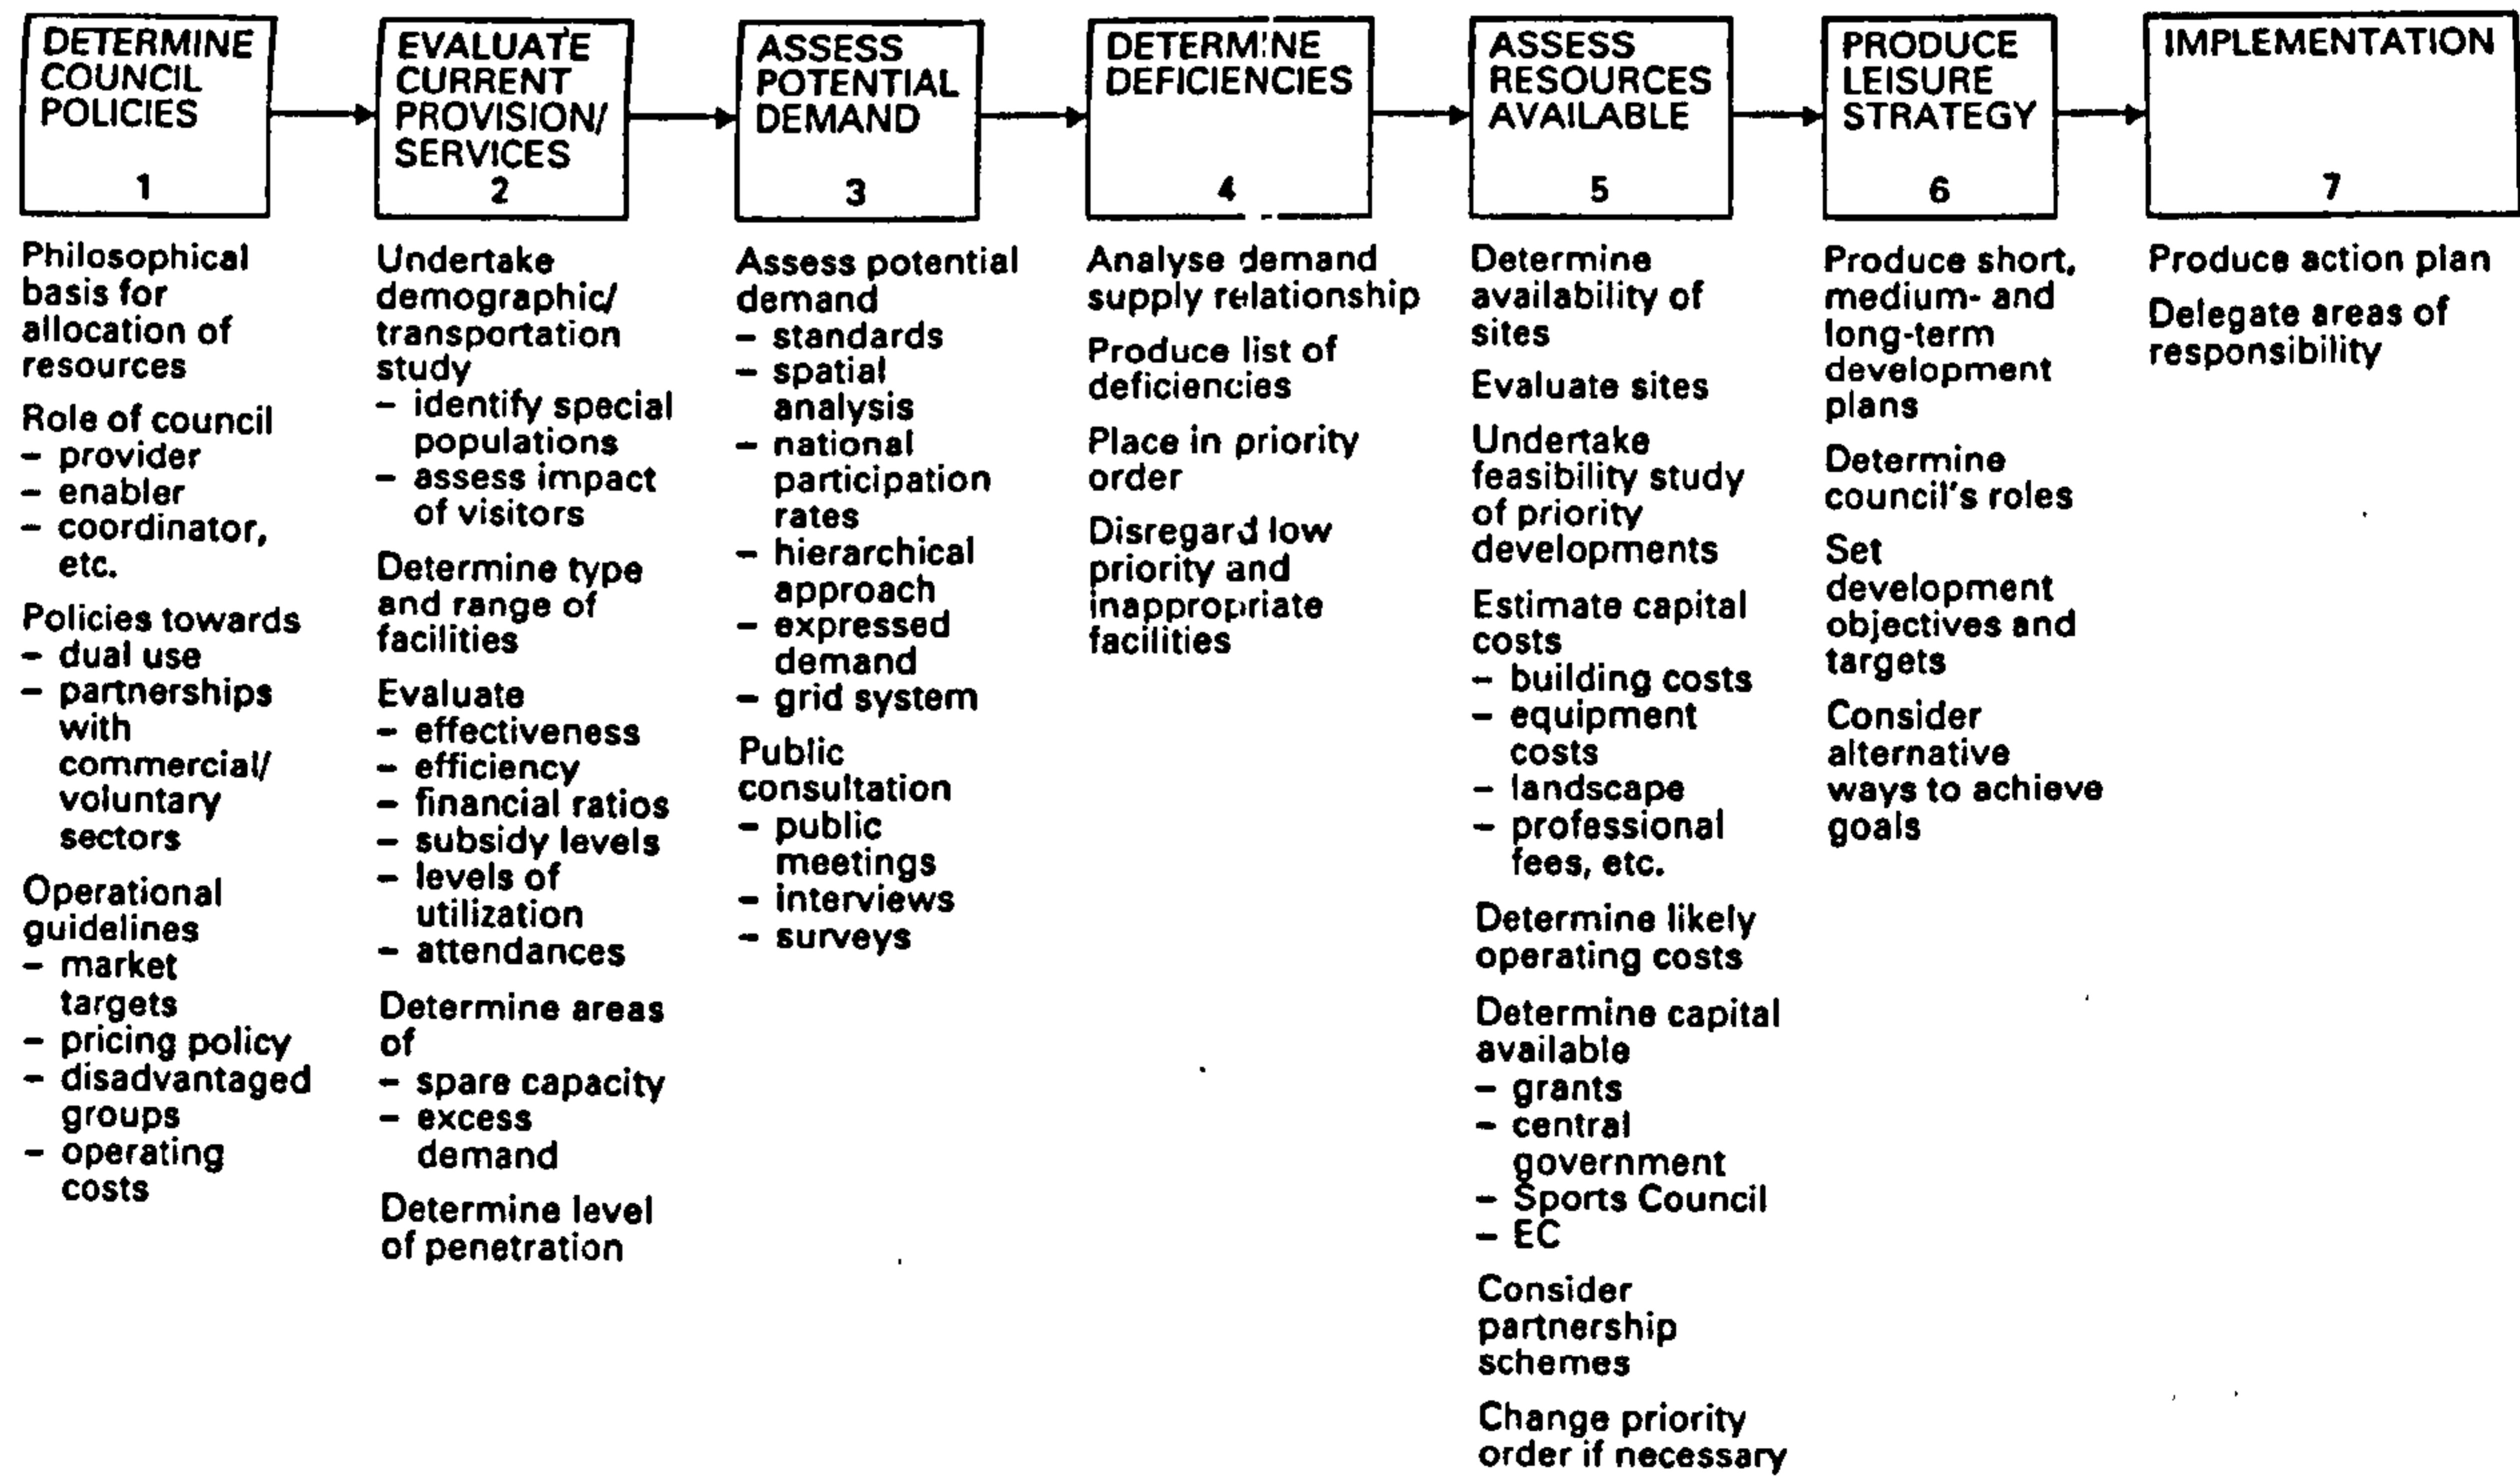 DETERMINE
COUNCIL
POLICIES
1
EVALUATE
CURRENT
PROVISION/
SERVICES
2
ASSESS
POTENTIAL
DEMAND
3
DETERMINE
DEFICIENCIES
4
ASSESS
RESOURCES
AVAILABLE
5
PRODUCE
LEISURE
STRATEGY
6
IMPLEMENTATION
7
Philosophical
basis for
allocation of
resources
Role of council
– provider
– enabler
– coordinator,
etc.
Policies towards
– dual use
– partnerships
with
commercial/
voluntary
sectors
Operational
guidelines
– market
targets
– pricing policy
– disadvantaged
groups
– operating
costs
Undertake
demographic/
transportation
study
– identify special
populations
– assess impact
of visitors
Determine type
and range of
facilities
Evaluate
– effectiveness
– efficiency
– financial ratios
– subsidy levels
– levels of
utilization
– attendances
Determine areas
of
– spare capacity
– excess
demand
Determine level
of penetration
Assess potential
demand
– standards
– spatial
analysis
– national
participation
rates
– hierarchical
approach
– expressed
demand
– grid system
Public
consultation
– public
meetings
– interviews
– surveys
Analyse demand
supply relationship
Produce list of
deficiencies
Place in priority
order
Disregard low
priority and
inappropriate
facilities
Determine
availability of
sites
Evaluate sites
Undertake
feasibility study
of priority
developments
Estimate capital
costs
– building costs
– equipment
costs
– landscape
– professional
fees, etc.
Determine likely
operating costs
Determine capital
available
– grants
– central
government
– Sports Council
– EC
Consider
partnership
schemes
Change priority
order if necessary
Produce short,
medium- and
long-term
development
plans
Determine
council's roles
Set
development
objectives and
targets
Consider
alternative
ways to achieve
goals
Produce action plan
Delegate areas of
responsibility